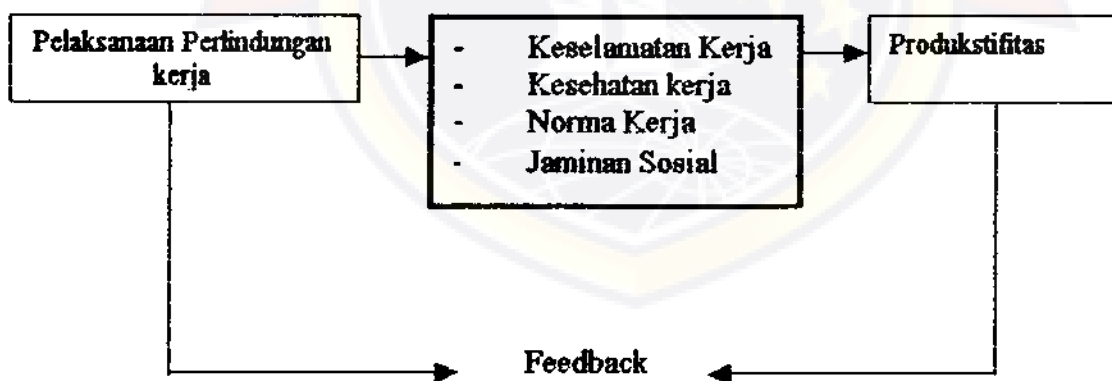 Pelaksanaan Perlindungan
kerja
- Keselamatan Kerja
- Kesehatan kerja
- Norma Kerja
- Jaminan Sosial
Produkstifitas
Feedback